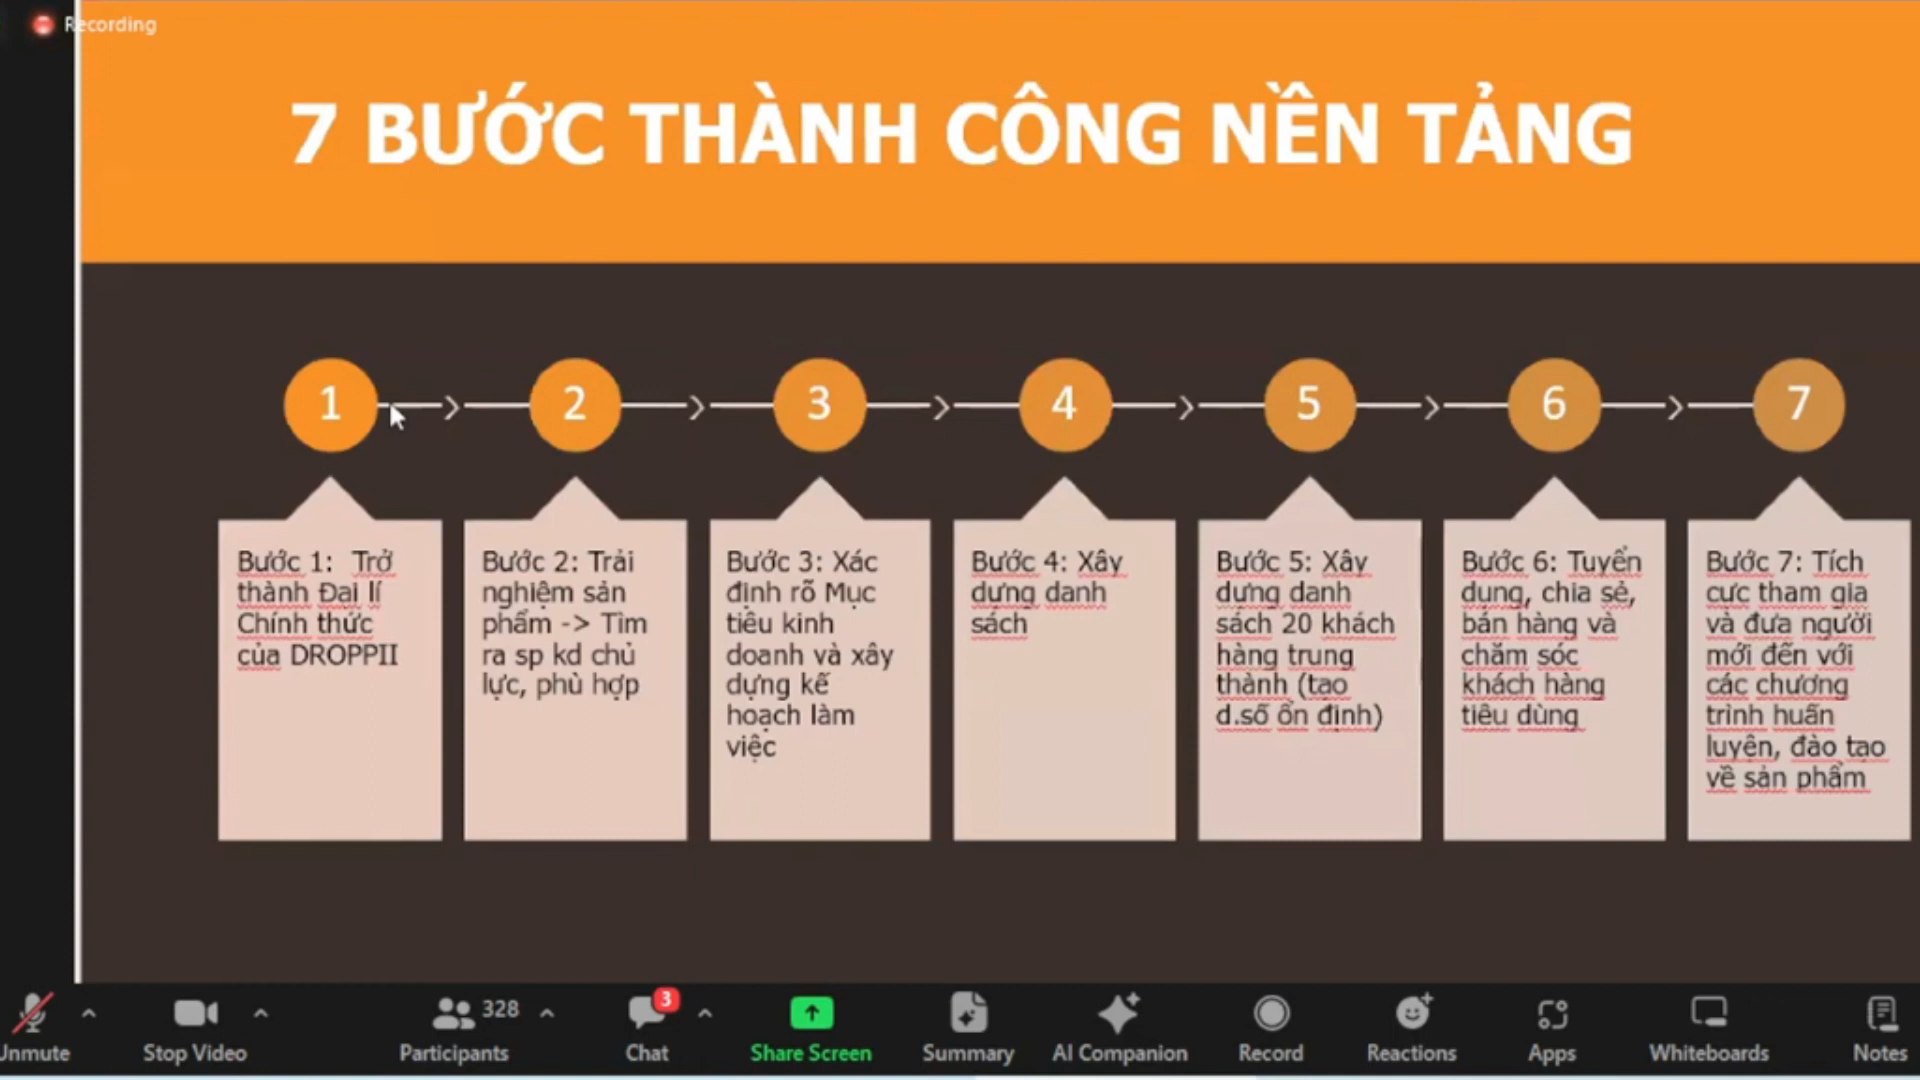 Recording
7 BƯỚC THÀNH CÔNG NỀN TẢNG
1
2
3
4
5
6
7
Bước 1: Trở
thành Đại lí
Chính thức
của DROPPII
Bước 2: Trải
nghiệm sản
phẩm -> Tìm
ra sp kd chủ
lực, phù hợp
Bước 3: Xác
định rõ Mục
tiêu kinh
doanh và xây
dựng kế
hoạch làm
việc
Bước 4: Xây
dựng danh
sách
Bước 5: Xây
dựng danh
sách 20 khách
hàng trung
thành (tạo
d.số ổn định)
Bước 6: Tuyển
dụng, chia sẻ,
bán hàng và
chăm sóc
khách hàng
tiêu dùng
Bước 7: Tích
cực tham gia
và đưa người
mới đến với
các chương
trình huấn
luyện, đào tạo
về sản phẩm
328
3
Unmute
Stop Video
Participants
Chat
Share Screen
Summary
AI Companion
Record
Reactions
Apps
Whiteboards
Notes